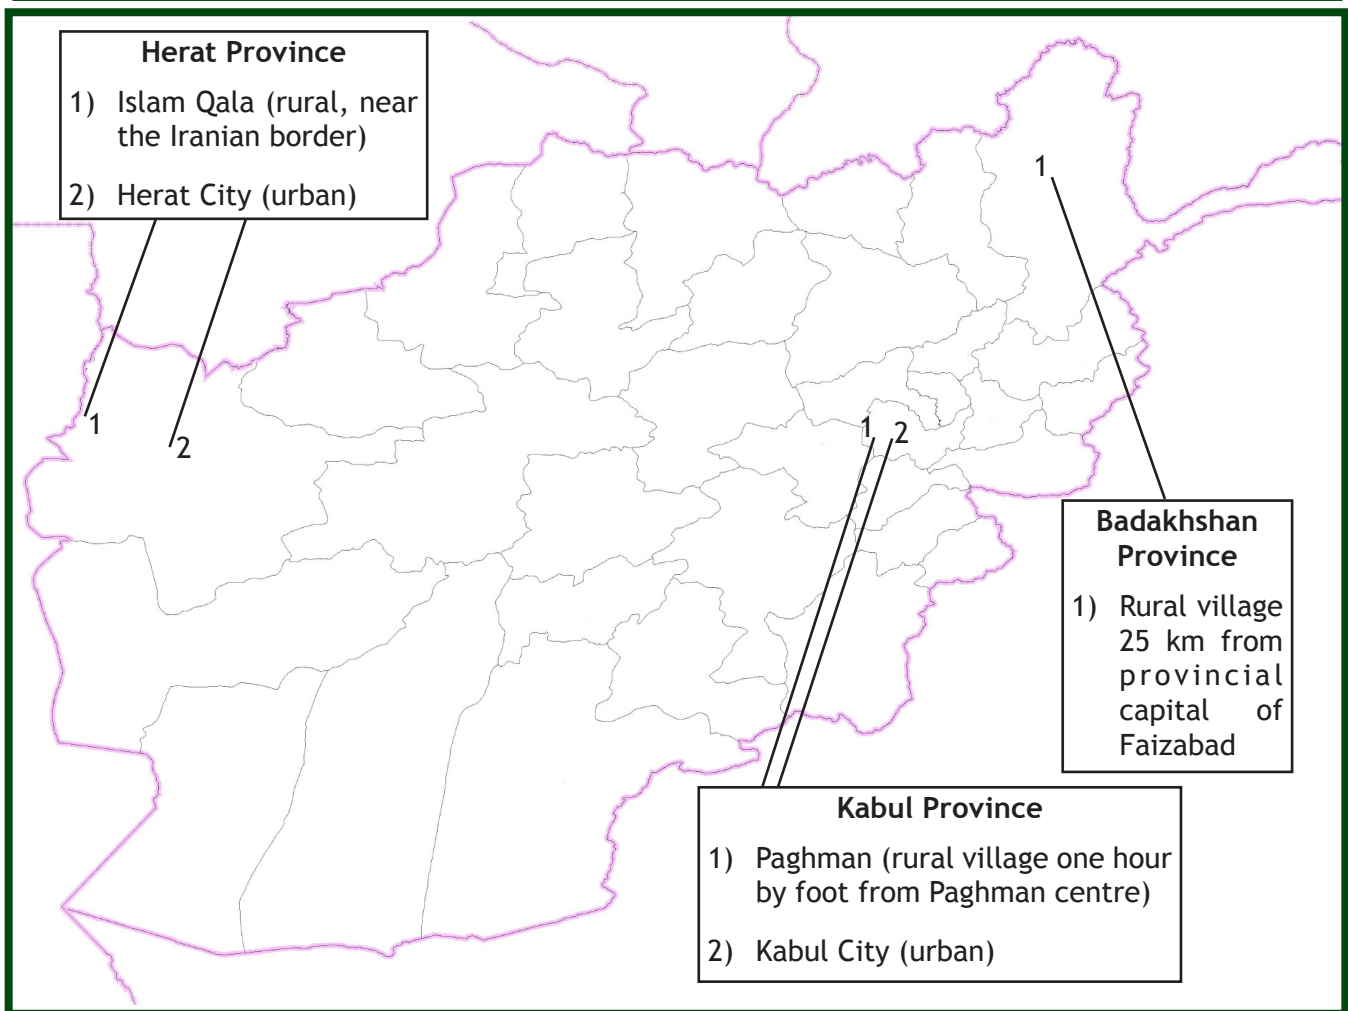 Herat Province
1) Islam Qala (rural, near
the Iranian border)
2) Herat City (urban)
1
1
2
1
2
Badakhshan
Province
1) Rural village
25 km from
provincial
capital of
Faizabad
Kabul Province
1) Paghman (rural village one hour
by foot from Paghman centre)
2) Kabul City (urban)